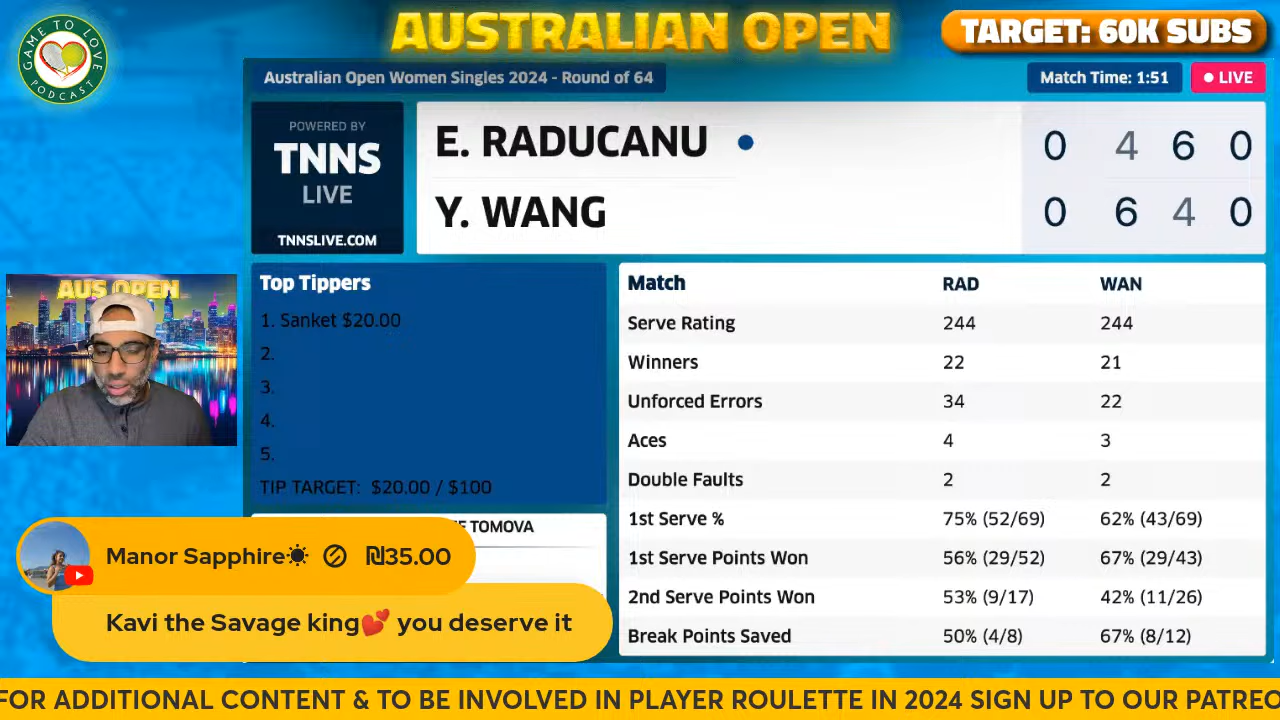 GAME TO LOVE
PODCAST
AUSTRALIAN OPEN
TARGET: 60K SUBS
Australian Open Women Singles 2024 - Round of 64
Match Time: 1:51
LIVE
POWERED BY
TNNS
LIVE
TNNSLIVE.COM
E. RADUCANU 0 4 6 0
Y. WANG 0 6 4 0
AUS OPEN
Top Tippers
1. Sanket $20.00
2.
3.
4.
5.
TIP TARGET: $20.00 / $100
TOMOVA
Match RAD WAN
Serve Rating 244 244
Winners 22 21
Unforced Errors 34 22
Aces 4 3
Double Faults 2 2
1st Serve % 75% (52/69) 62% (43/69)
1st Serve Points Won 56% (29/52) 67% (29/43)
2nd Serve Points Won 53% (9/17) 42% (11/26)
Break Points Saved 50% (4/8) 67% (8/12)
Manor Sapphire☀ ₪35.00
Kavi the Savage king💕 you deserve it
FOR ADDITIONAL CONTENT & TO BE INVOLVED IN PLAYER ROULETTE IN 2024 SIGN UP TO OUR PATREO